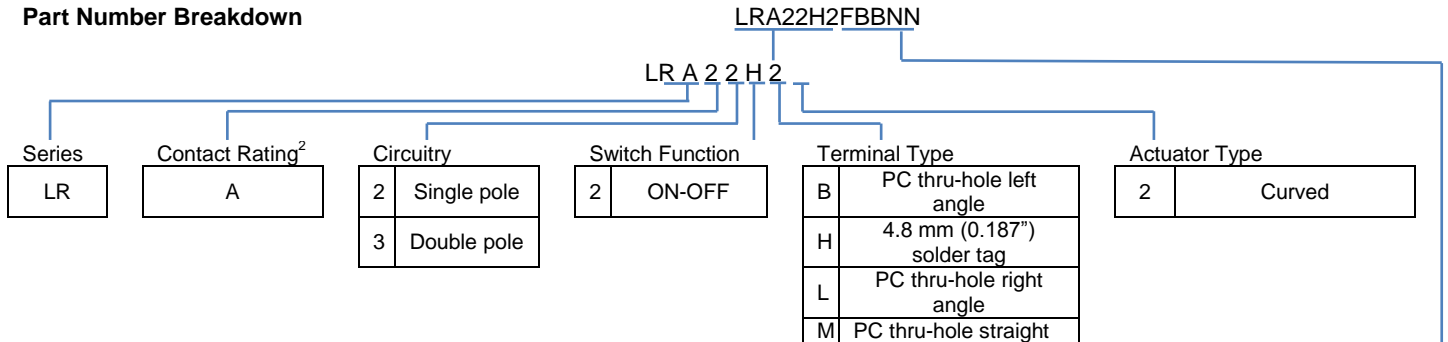 Part Number Breakdown
LRA22H2FBBNN
LR A 2 2 H 2
Series
LR
Contact Rating2
A
Circuitry
2 Single pole
3 Double pole
Switch Function
2 ON-OFF
Terminal Type
B PC thru-hole left
angle
H 4.8 mm (0.187”)
solder tag
L PC thru-hole right
angle
M PC thru-hole straight
Actuator Type
2 Curved